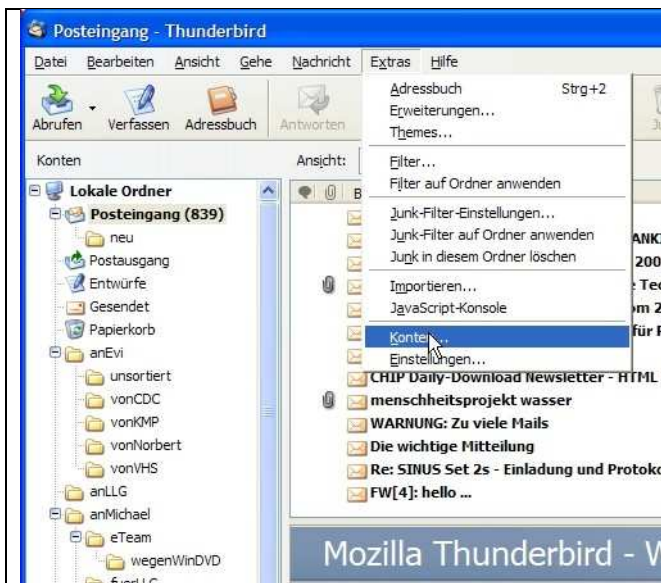 Posteingang - Thunderbird
Datei Bearbeiten Ansicht Gehe Nachricht Extras Hilfe
Abrufen Verfassen Adressbuch Antworten
Konten Ansicht:
Lokale Ordner
Posteingang (839)
neu
Postausgang
Entwürfe
Gesendet
Papierkorb
anEvi
unsortiert
vonCDC
vonKMP
vonNorbert
vonVHS
anLLG
anMichael
eTeam
wegenWinDVD
Adressbuch Strg+2
Erweiterungen...
Themes...
Filter...
Filter auf Ordner anwenden
Junk-Filter-Einstellungen...
Junk-Filter auf Ordner anwenden
Junk in diesem Ordner löschen
Importieren...
JavaScript-Konsole
Konten...
Einstellungen...
CHIP Daily-Download Newsletter - HTML
menschheitsprojekt wasser
WARNUNG: Zu viele Mails
Die wichtige Mitteilung
Re: SINUS Set 2s - Einladung und Protoko
FW[4]: hello ...
Mozilla Thunderbird - W